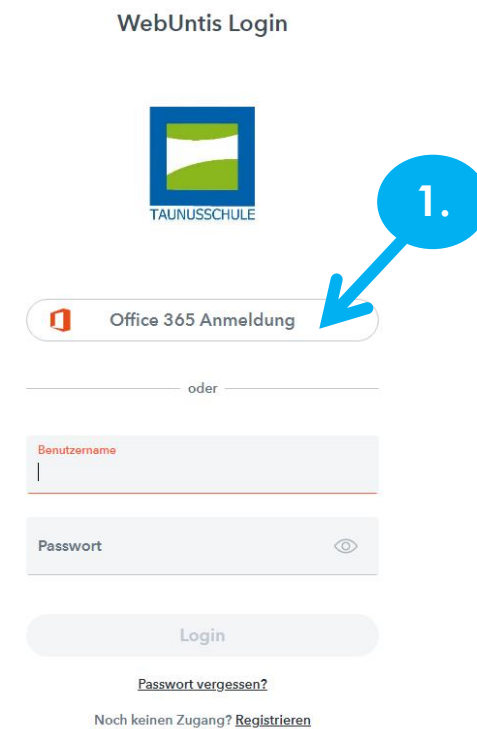 WebUntis Login
TAUNUSSCHULE
1.
Office 365 Anmeldung
oder
Benutzername
Passwort
Login
Passwort vergessen?
Noch keinen Zugang? Registrieren